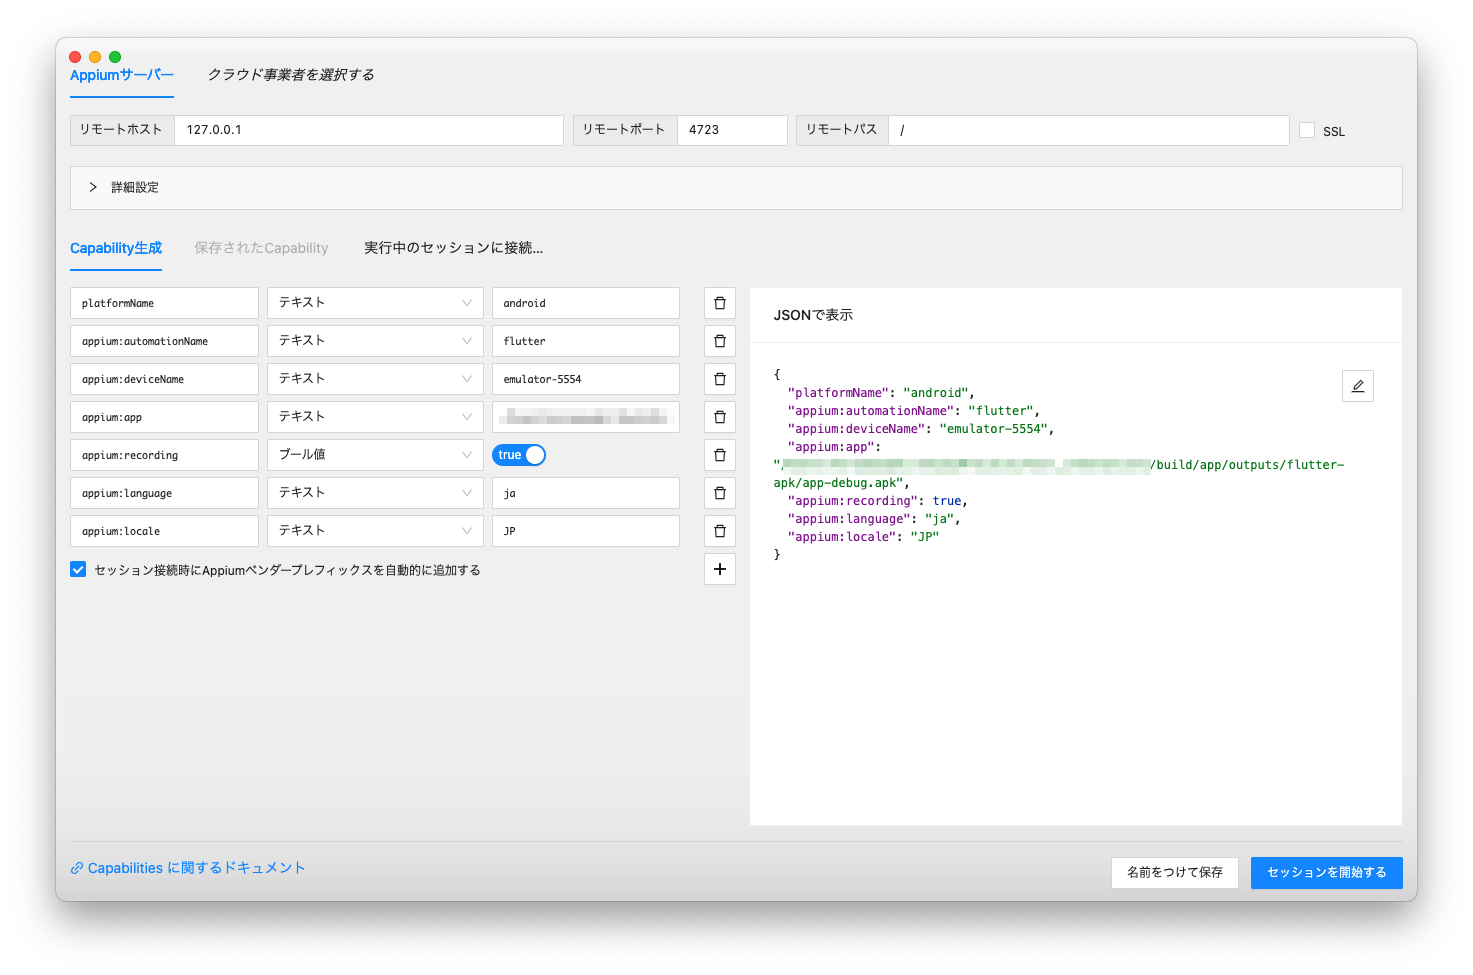 Appiumサーバー クラウド事業者を選択する
リモートホスト 127.0.0.1 リモートポート 4723 リモートパス / SSL
詳細設定
Capability生成 保存されたCapability 実行中のセッションに接続...
platformName テキスト android
appium:automationName テキスト flutter
appium:deviceName テキスト emulator-5554
appium:app テキスト
appium:recording ブール値 true
appium:language テキスト ja
appium:locale テキスト JP
セッション接続時にAppiumベンダープレフィックスを自動的に追加する
JSONで表示
{
"platformName": "android",
"appium:automationName": "flutter",
"appium:deviceName": "emulator-5554",
"appium:app":
"/build/app/outputs/flutter-
apk/app-debug.apk",
"appium:recording": true,
"appium:language": "ja",
"appium:locale": "JP"
}
Capabilities に関するドキュメント 名前をつけて保存 セッションを開始する